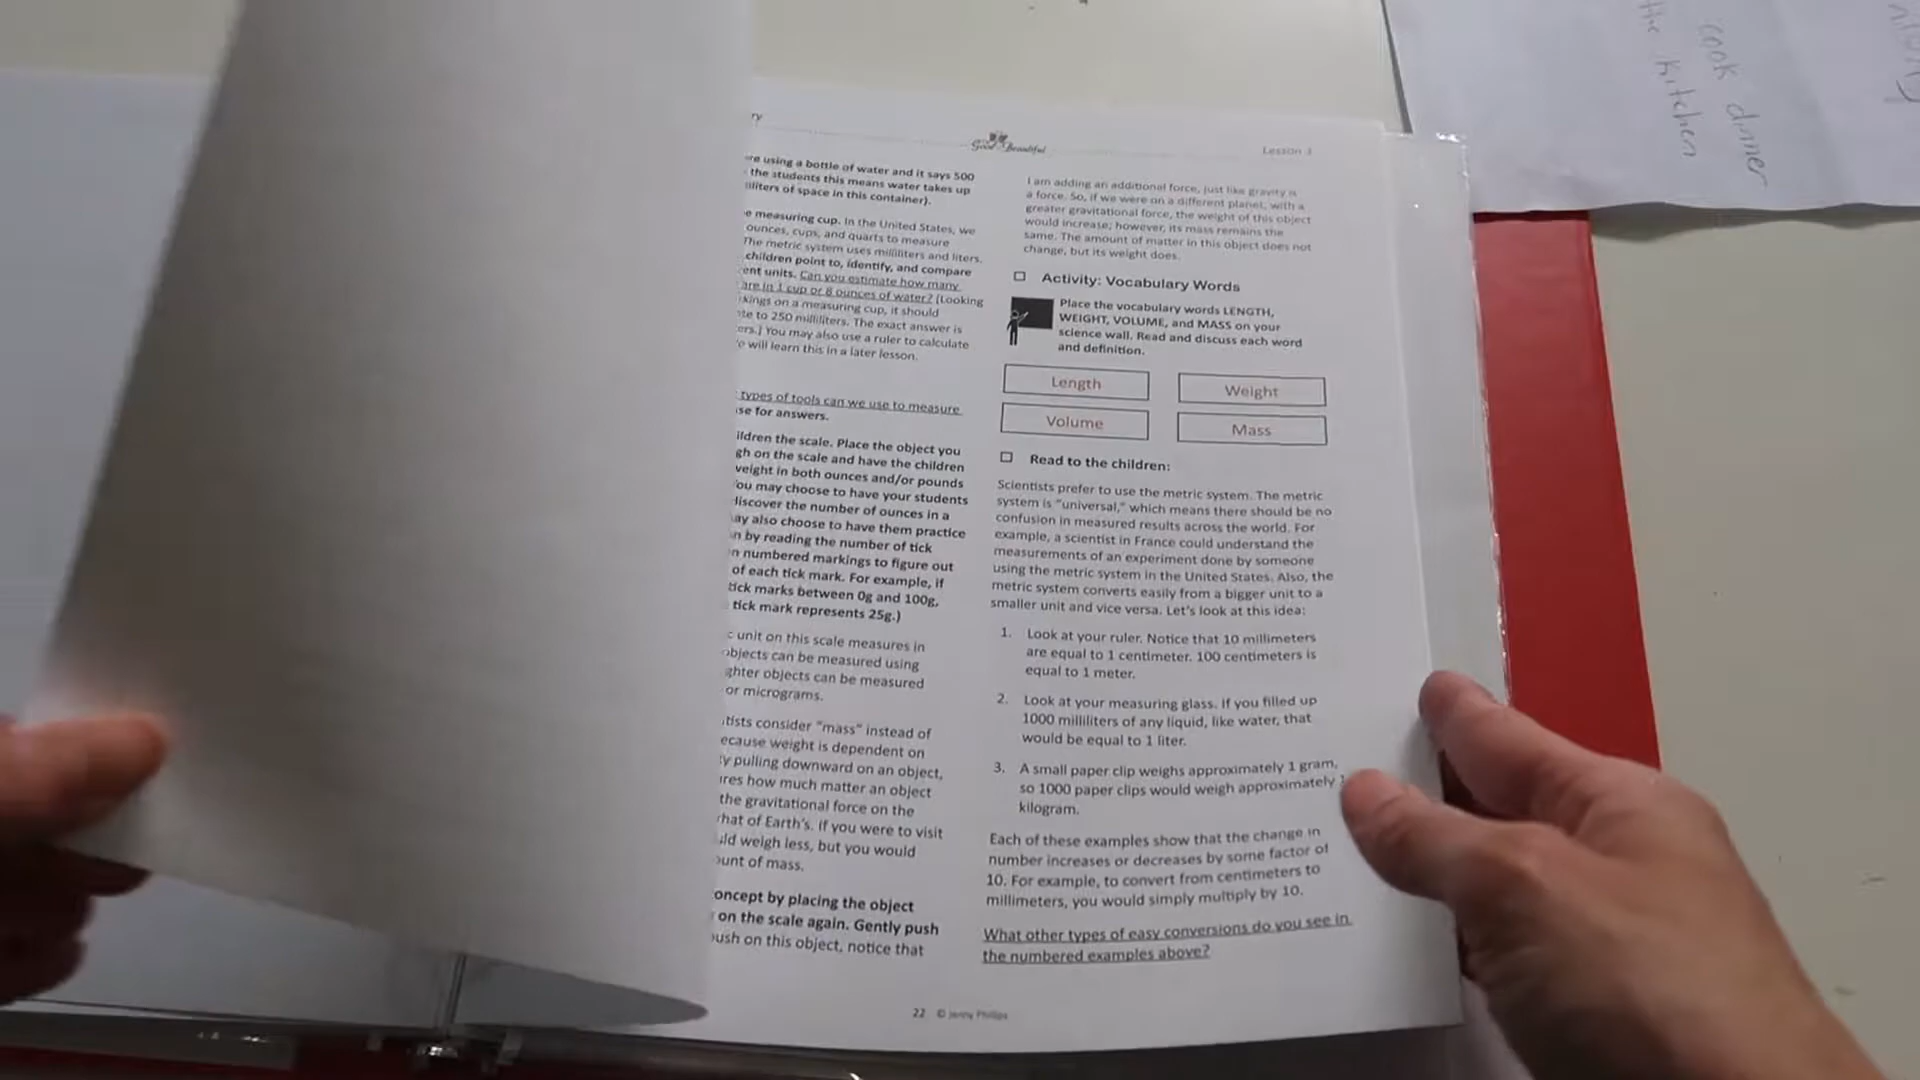 ry
Good Beautiful
Lesson 1
re using a bottle of water and it says 500
the students this means water takes up
illiliters of space in this container).
e measuring cup. In the United States, we
ounces, cups, and quarts to measure
The metric system uses milliliters and liters.
children point to, identify, and compare
ent units. Can you estimate how many
are in 1 cup or 8 ounces of water? (Looking
kings on a measuring cup, it should
te to 250 milliliters. The exact answer is
ers.) You may also use a ruler to calculate
will learn this in a later lesson.
types of tools can we use to measure
se for answers.
ildren the scale. Place the object you
gh on the scale and have the children
weight in both ounces and/or pounds
ou may choose to have your students
discover the number of ounces in a
ay also choose to have them practice
n by reading the number of tick
n numbered markings to figure out
of each tick mark. For example, if
tick marks between 0g and 100g,
tick mark represents 25g.)
c unit on this scale measures in
objects can be measured using
ghter objects can be measured
or micrograms.
tists consider "mass" instead of
ecause weight is dependent on
ty pulling downward on an object,
ures how much matter an object
the gravitational force on the
hat of Earth's. If you were to visit
uld weigh less, but you would
ount of mass.
oncept by placing the object
on the scale again. Gently push
push on this object, notice that
I am adding an additional force, just like gravity is
a force. So, if we were on a different planet, with a
greater gravitational force, the weight of this object
would increase; however, its mass remains the
same. The amount of matter in this object does not
change, but its weight does.
Activity: Vocabulary Words
Place the vocabulary words LENGTH,
WEIGHT, VOLUME, and MASS on your
science wall. Read and discuss each word
and definition.
Length
Weight
Volume
Mass
Read to the children:
Scientists prefer to use the metric system. The metric
system is "universal," which means there should be no
confusion in measured results across the world. For
example, a scientist in France could understand the
measurements of an experiment done by someone
using the metric system in the United States. Also, the
metric system converts easily from a bigger unit to a
smaller unit and vice versa. Let's look at this idea:
1. Look at your ruler. Notice that 10 millimeters
are equal to 1 centimeter. 100 centimeters is
equal to 1 meter.
2. Look at your measuring glass. If you filled up
1000 milliliters of any liquid, like water, that
would be equal to 1 liter.
3. A small paper clip weighs approximately 1 gram,
so 1000 paper clips would weigh approximately 1
kilogram.
Each of these examples show that the change in
number increases or decreases by some factor of
10. For example, to convert from centimeters to
millimeters, you would simply multiply by 10.
What other types of easy conversions do you see in
the numbered examples above?
22 © Jenny Phillips
cook dinner
the kitchen